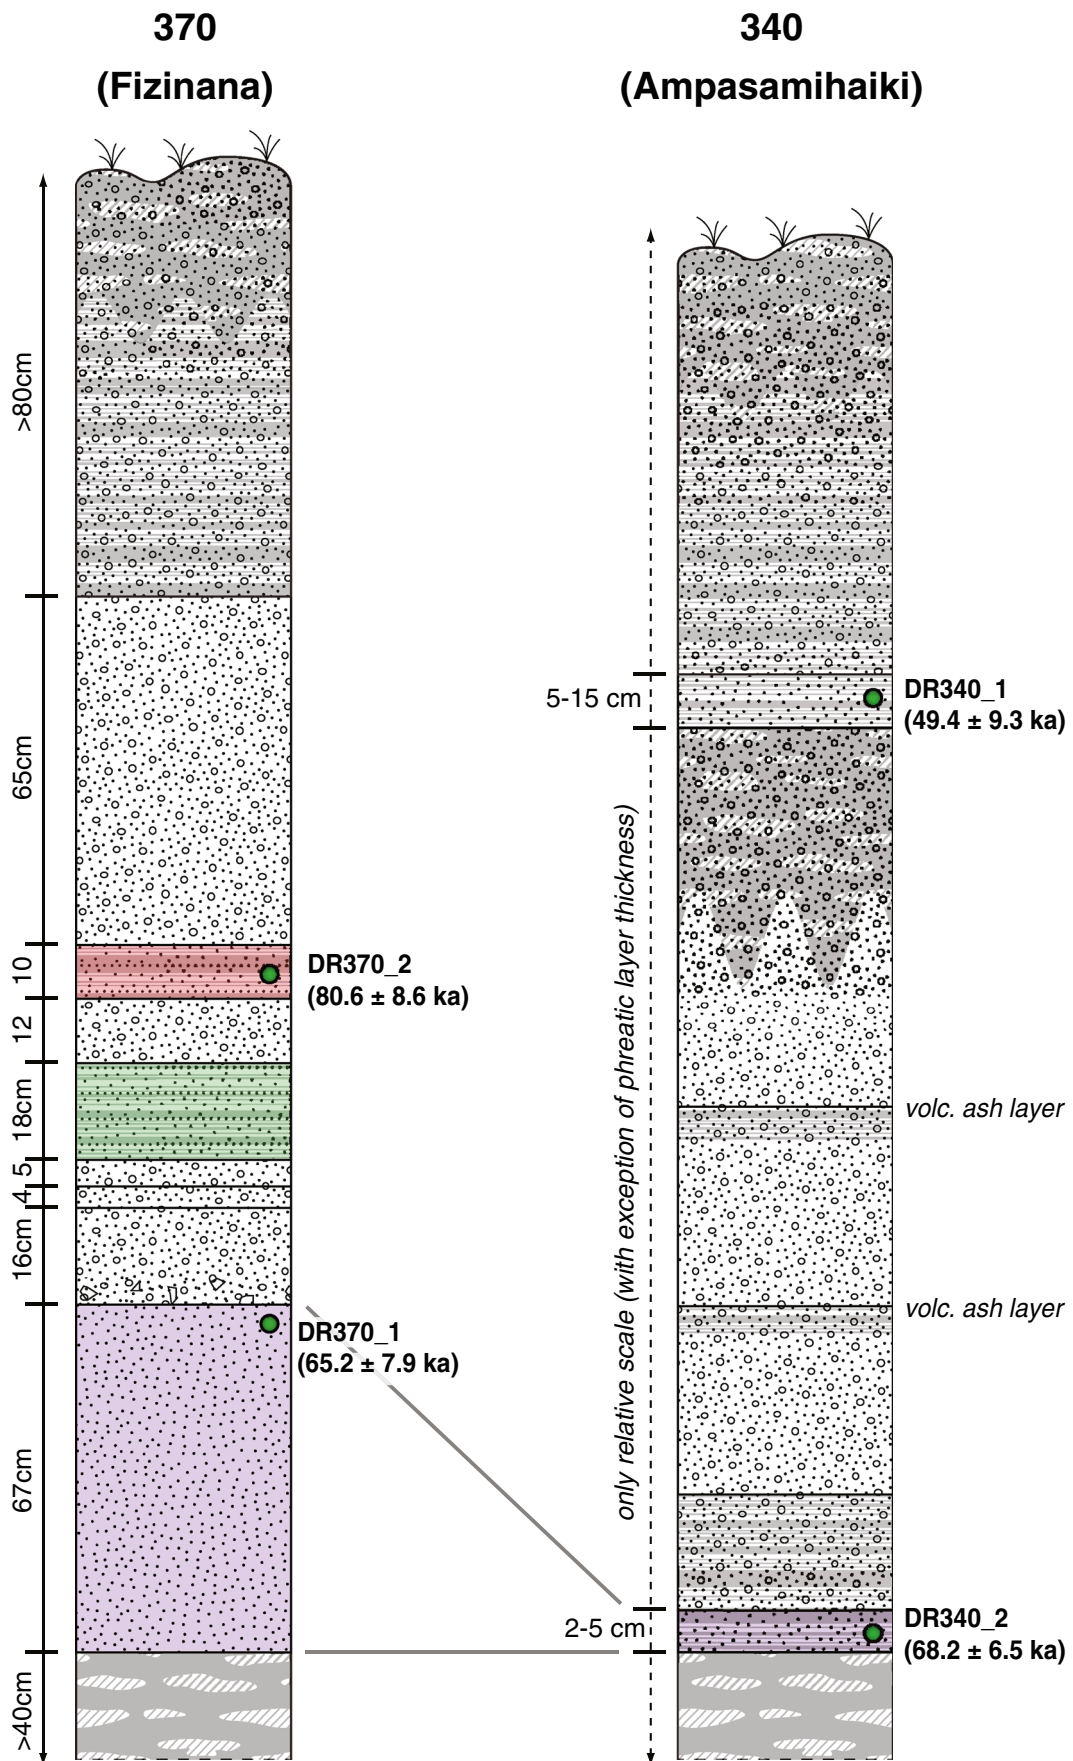 370
(Fizinana)
340
(Ampasamihaiki)
>80cm
65cm
10
12
18cm
5
4
16cm
67cm
>40cm
DR370_2
(80.6 ± 8.6 ka)
DR370_1
(65.2 ± 7.9 ka)
5-15 cm
only relative scale (with exception of phreatic layer thickness)
2-5 cm
DR340_1
(49.4 ± 9.3 ka)
volc. ash layer
volc. ash layer
DR340_2
(68.2 ± 6.5 ka)